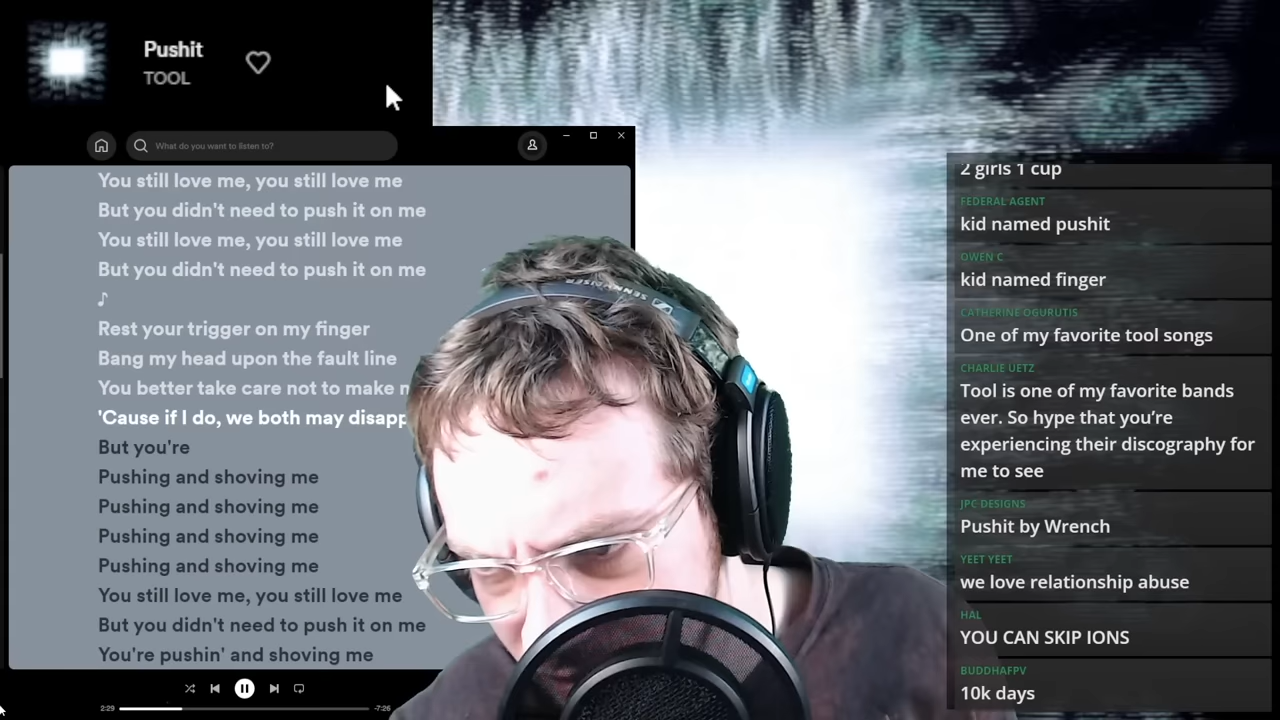 Pushit
TOOL
What do you want to listen to?
You still love me, you still love me
But you didn't need to push it on me
You still love me, you still love me
But you didn't need to push it on me
♪
Rest your trigger on my finger
Bang my head upon the fault line
You better take care not to make
'Cause if I do, we both may
But you're
Pushing and shoving me
Pushing and shoving me
Pushing and shoving me
Pushing and shoving me
You still love me, you still love me
But you didn't need to push it on me
You're pushin' and shoving me
2:29
-7:26
SENNHEISER
2 girls 1 cup
FEDERAL AGENT
kid named pushit
OWEN C
kid named finger
CATHERINE OGURUTIS
One of my favorite tool songs
CHARLIE UETZ
Tool is one of my favorite bands
ever. So hype that you’re
experiencing their discography for
me to see
JPC DESIGNS
Pushit by Wrench
YEET YEET
we love relationship abuse
HAL
YOU CAN SKIP IONS
BUDDHAFPV
10k days